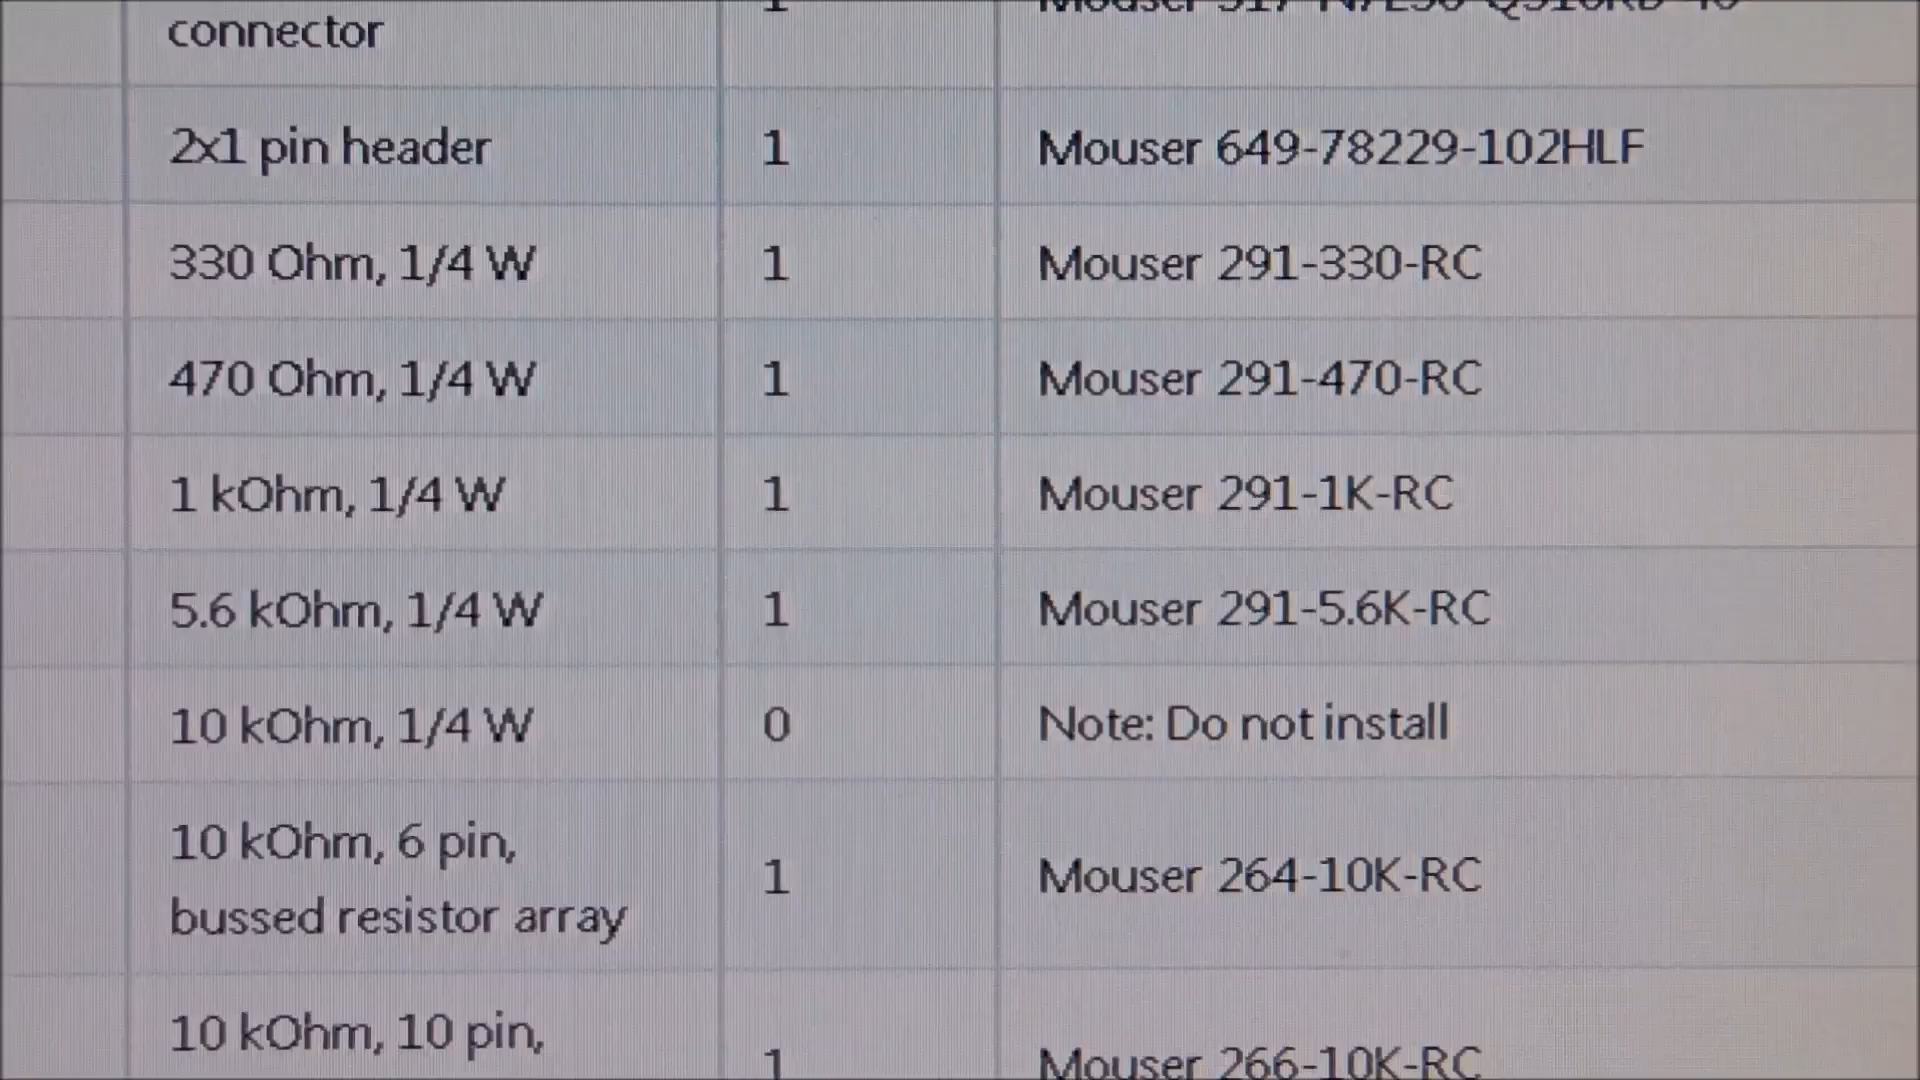 connector 1 Mouser
2x1 pin header 1 Mouser 649-78229-102HLF
330 Ohm, 1/4 W 1 Mouser 291-330-RC
470 Ohm, 1/4 W 1 Mouser 291-470-RC
1 kOhm, 1/4 W 1 Mouser 291-1K-RC
5.6 kOhm, 1/4 W 1 Mouser 291-5.6K-RC
10 kOhm, 1/4 W 0 Note: Do not install
10 kOhm, 6 pin,
bussed resistor array 1 Mouser 264-10K-RC
10 kOhm, 10 pin,
1 Mouser 266-10K-RC